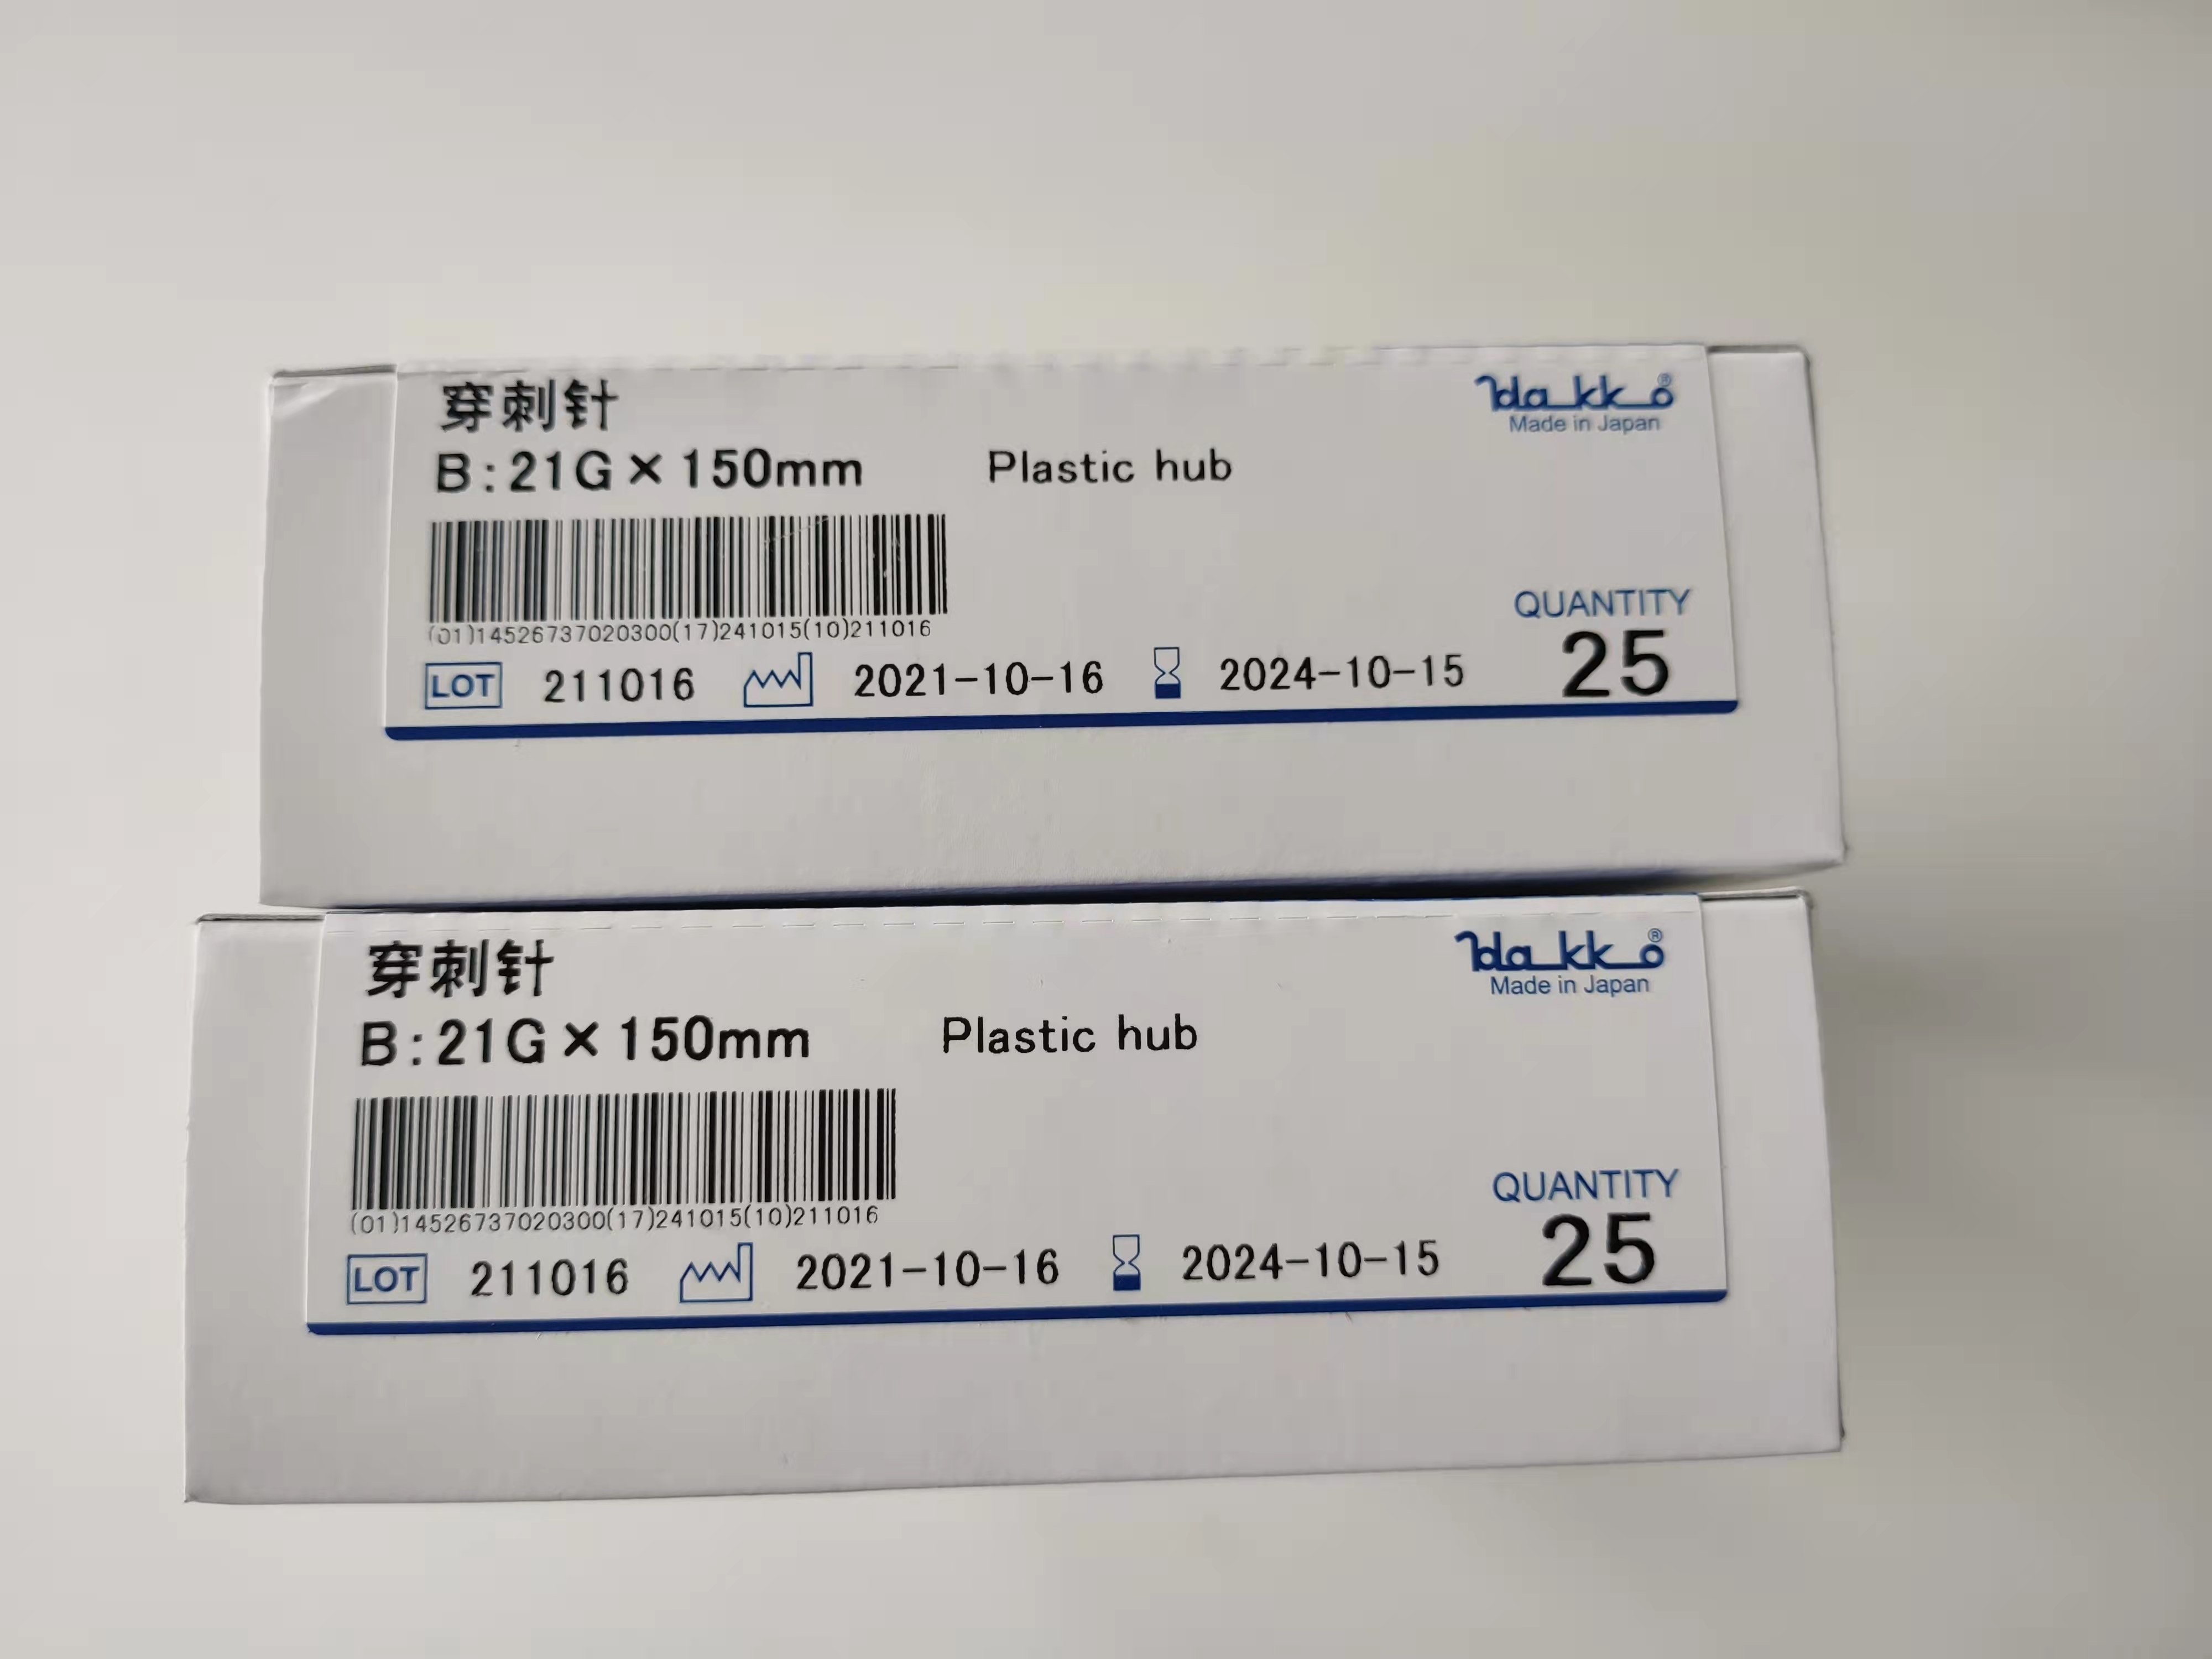 穿刺针
hakkō®
Made in Japan
B:21G×150mm Plastic hub
(01)14526737020300(17)241015(10)211016
QUANTITY
25
LOT 211016 2021-10-16 2024-10-15
穿刺针
hakkō®
Made in Japan
B:21G×150mm Plastic hub
(01)14526737020300(17)241015(10)211016
QUANTITY
25
LOT 211016 2021-10-16 2024-10-15